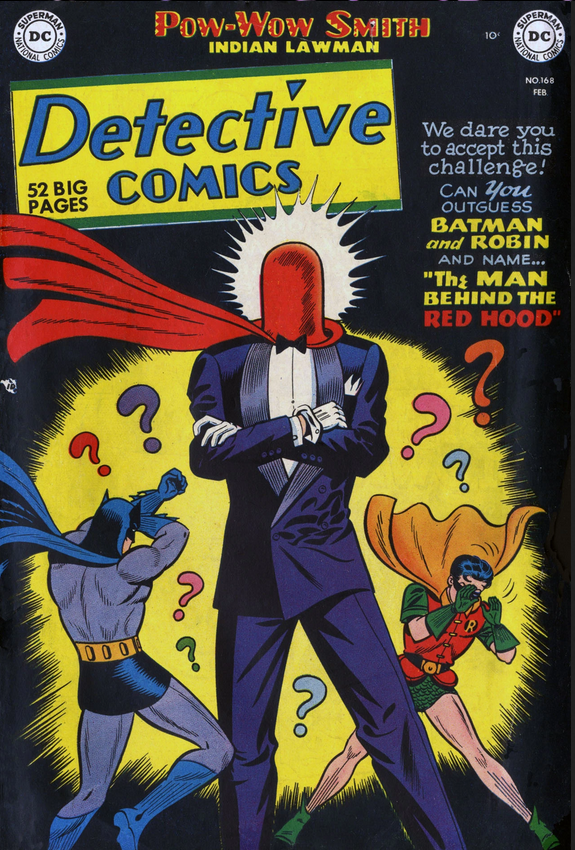 POW-WOW SMITH
INDIAN LAWMAN
SUPERMAN
DC
NATIONAL COMICS
10¢
SUPERMAN
DC
NATIONAL COMICS
NO.168
FEB.
Detective
COMICS
52 BIG
PAGES
We dare you
to accept this
challenge!
CAN You
OUTGUESS
BATMAN
and ROBIN
AND NAME...
"The MAN
BEHIND THE
RED HOOD"
?
?
?
?
?
?
?
?
R